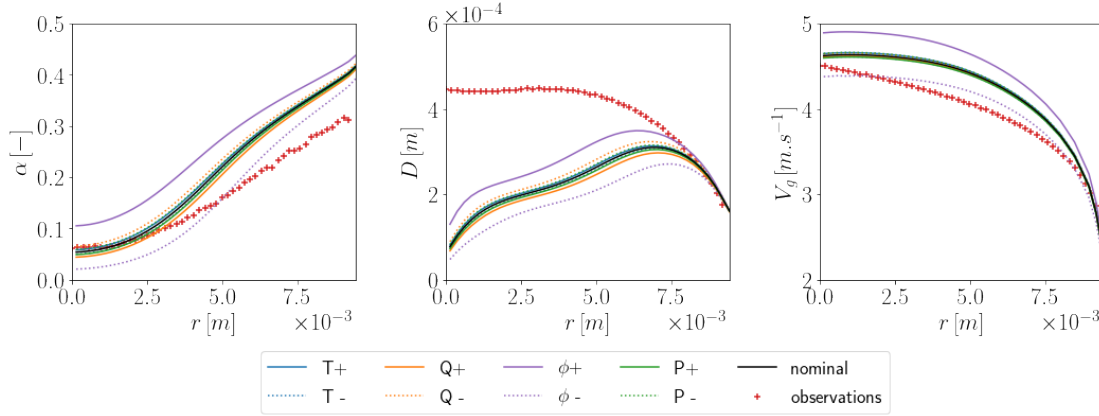 ×10⁻⁴
0.5
0.4
0.3
0.2
0.1
0.0
α [−]
0.0 2.5 5.0 7.5
r [m] ×10⁻³
6
4
2
0
D [m]
0.0 2.5 5.0 7.5
r [m] ×10⁻³
5
4
3
2
V_g [m.s⁻¹]
0.0 2.5 5.0 7.5
r [m] ×10⁻³
T+ Q+ ϕ+ P+ nominal
T - Q - ϕ - P - observations